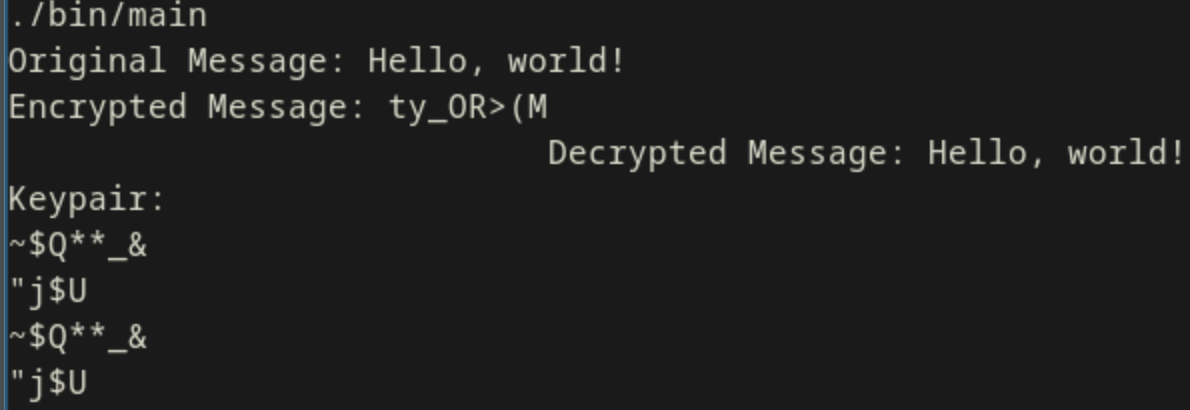 ./bin/main
Original Message: Hello, world!
Encrypted Message: ty_OR>(M
Decrypted Message: Hello, world!
Keypair:
~$Q**_&
"j$U
~$Q**_&
"j$U